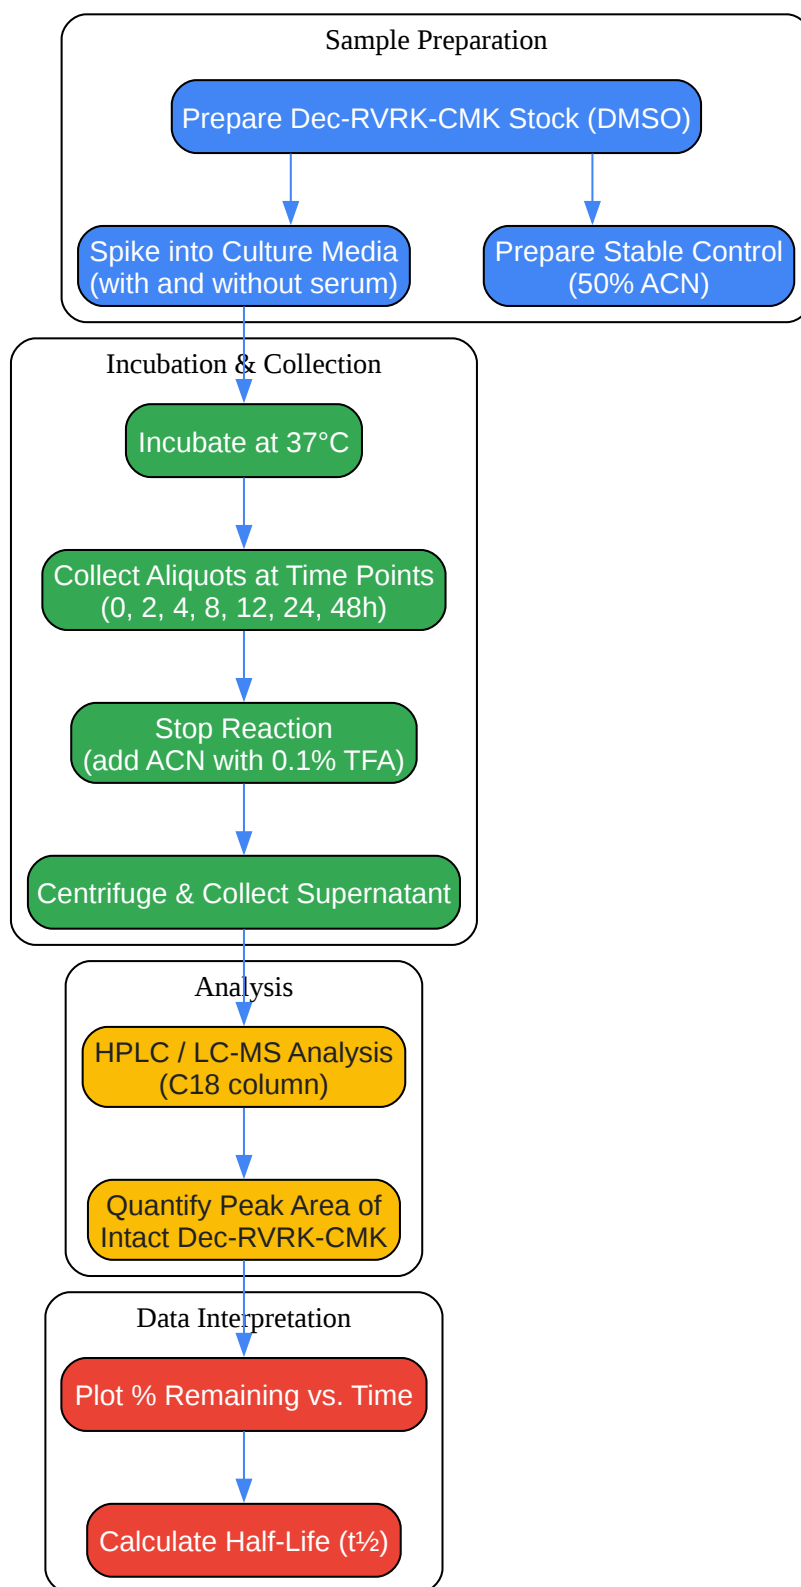 Sample Preparation
Prepare Dec-RVRK-CMK Stock (DMSO)
Spike into Culture Media
(with and without serum)
Prepare Stable Control
(50% ACN)
Incubation & Collection
Incubate at 37°C
Collect Aliquots at Time Points
(0, 2, 4, 8, 12, 24, 48h)
Stop Reaction
(add ACN with 0.1% TFA)
Centrifuge & Collect Supernatant
Analysis
HPLC / LC-MS Analysis
(C18 column)
Quantify Peak Area of
Intact Dec-RVRK-CMK
Data Interpretation
Plot % Remaining vs. Time
Calculate Half-Life (t½)